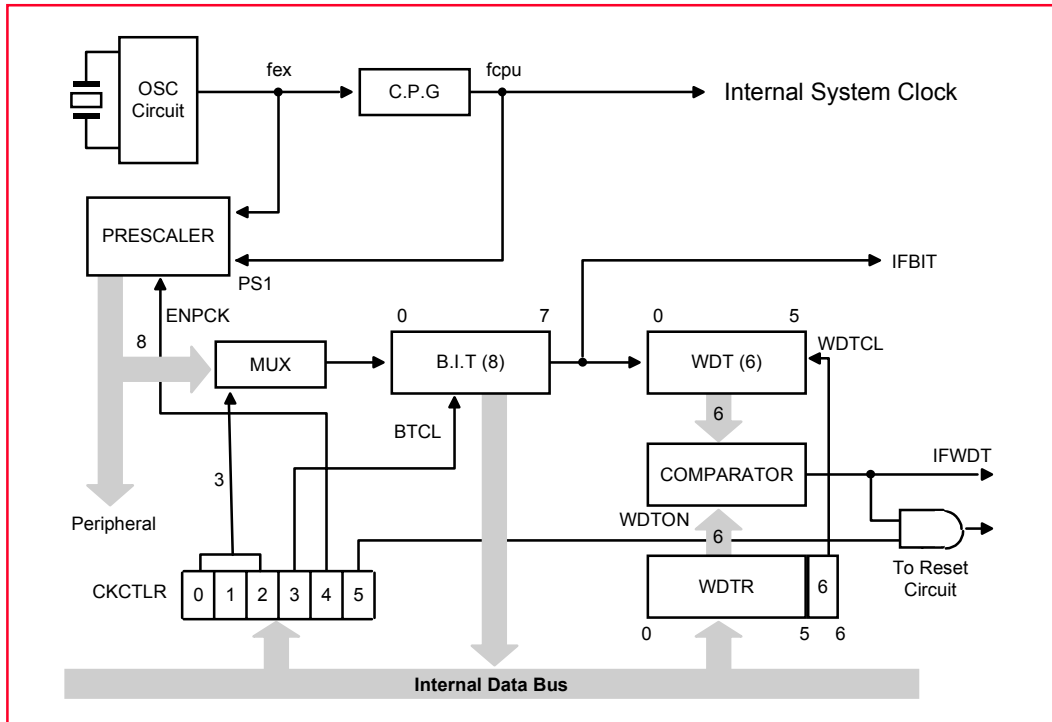 fex
fcpu
OSC
Circuit
C.P.G
Internal System Clock
PRESCALER
PS1
IFBIT
ENPCK
0
7
0
5
WDTCL
8
MUX
B.I.T (8)
WDT (6)
BTCL
6
3
COMPARATOR
IFWDT
Peripheral
WDTON
6
To Reset
Circuit
CKCTLR
0 1 2 3 4 5
WDTR
6
0
5
6
Internal Data Bus